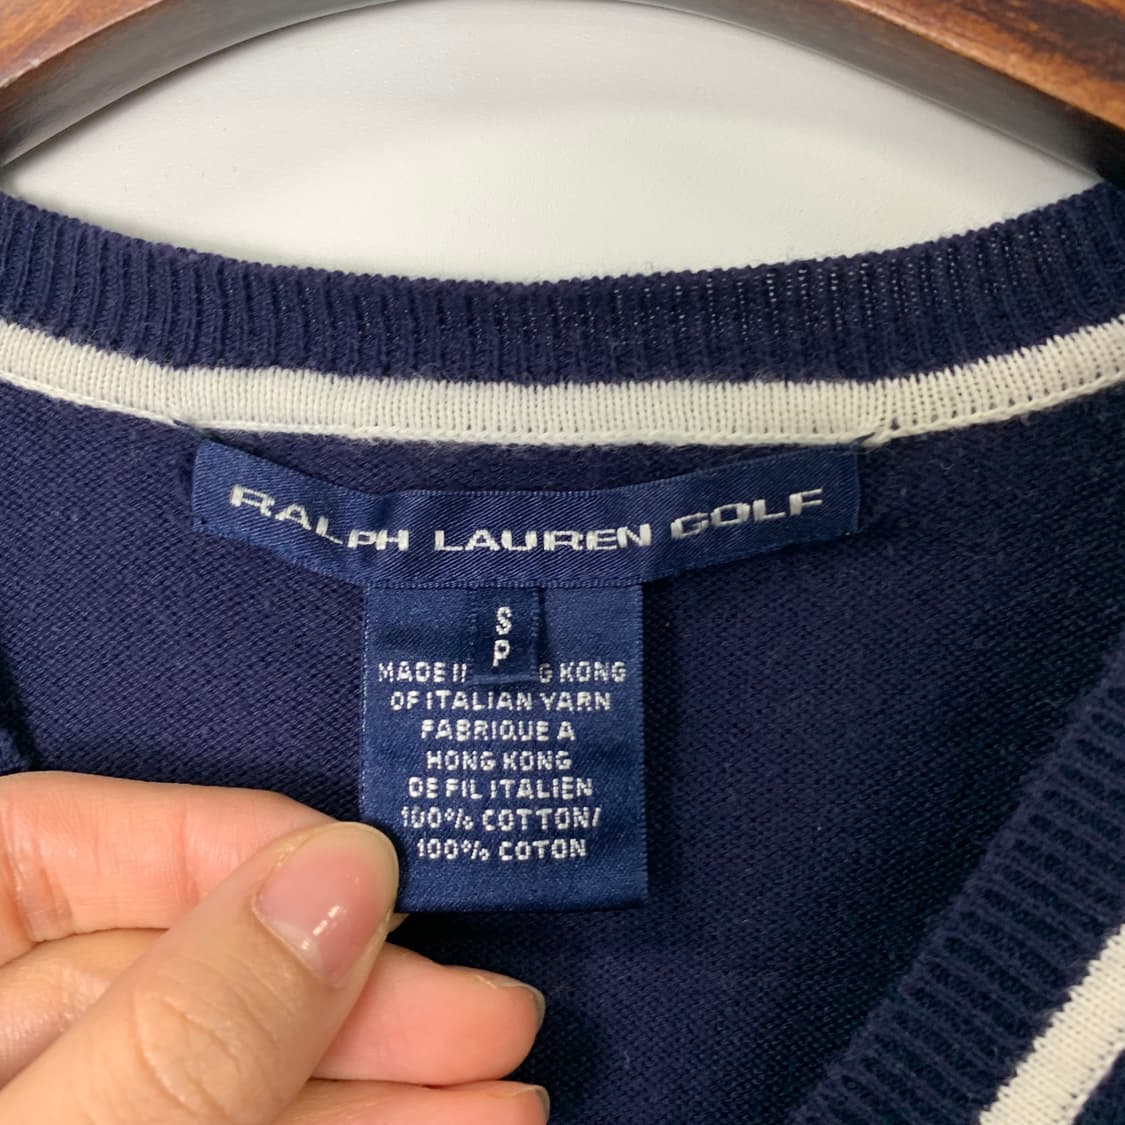 RALPH LAUREN GOLF
S
P
MADE I G KONG
OF ITALIAN YARN
FABRIQUE A
HONG KONG
DE FIL ITALIEN
100% COTTON/
100% COTON